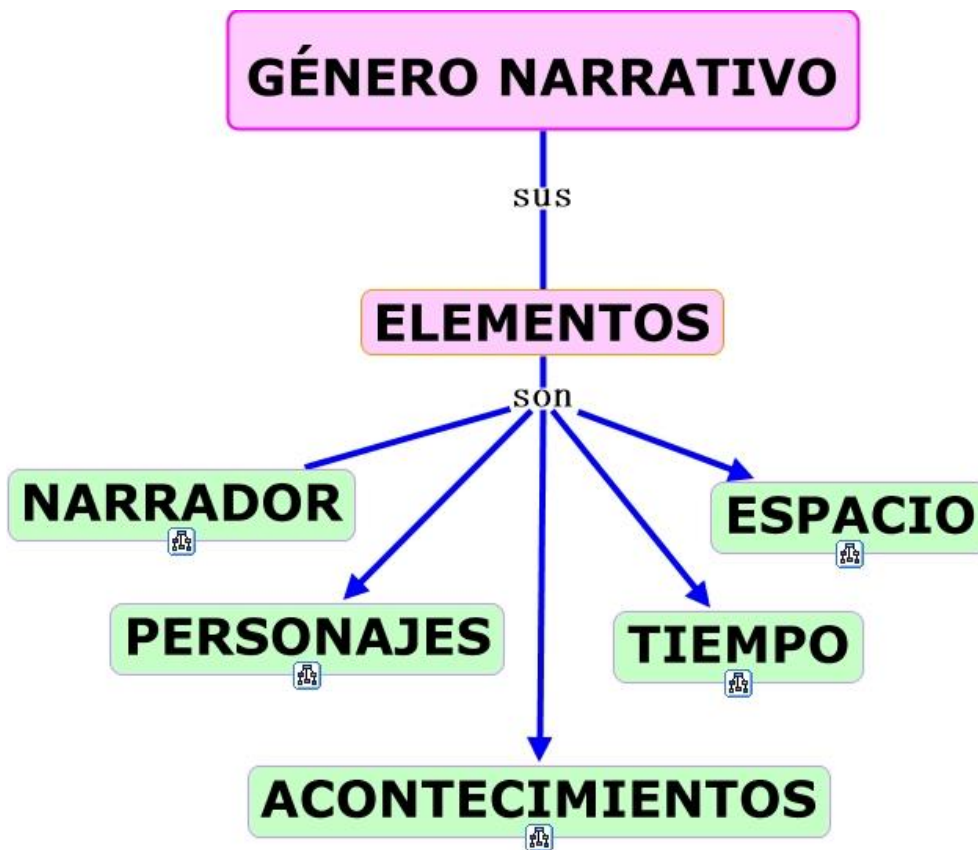 GÉNERO NARRATIVO
sus
ELEMENTOS
son
NARRADOR
ESPACIO
PERSONAJES
TIEMPO
ACONTECIMIENTOS